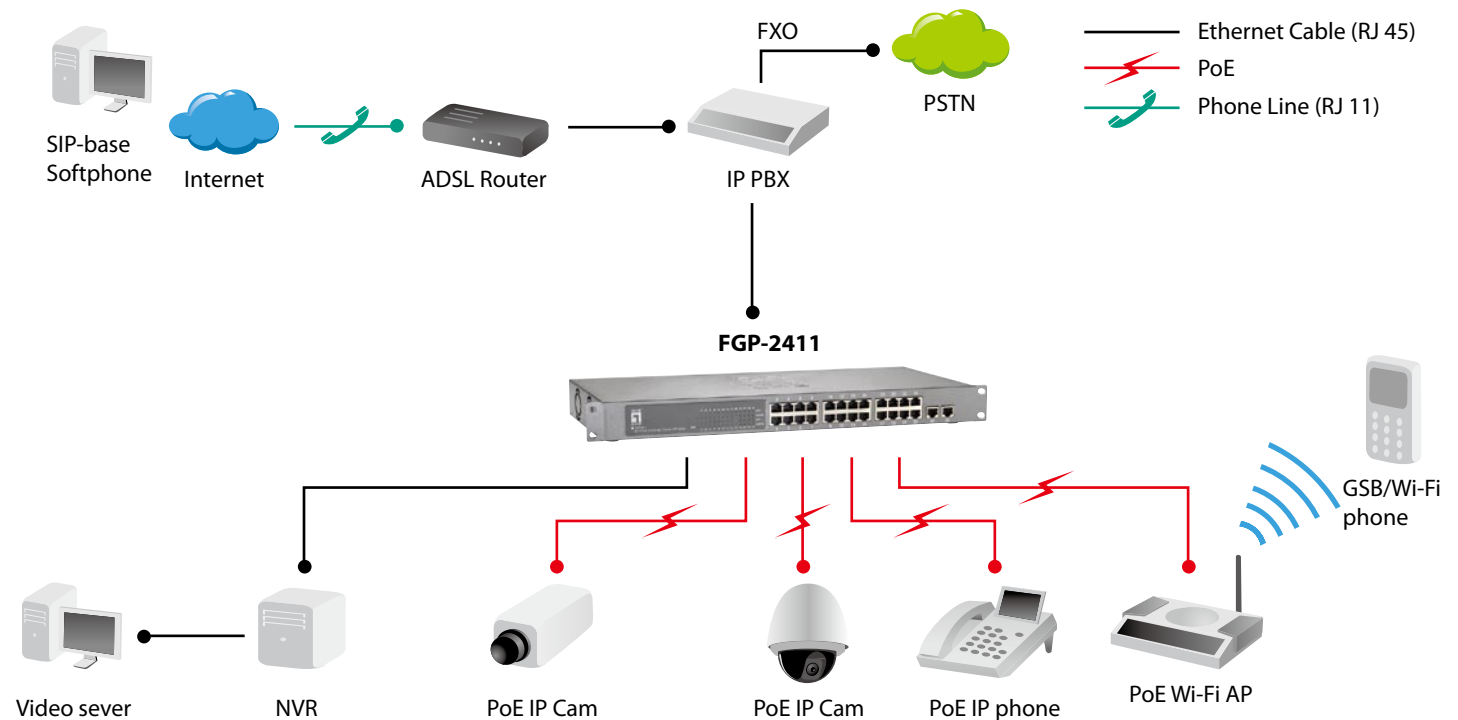 FXO
Ethernet Cable (RJ 45)
PoE
Phone Line (RJ 11)
PSTN
SIP-base
Softphone
Internet
ADSL Router
IP PBX
FGP-2411
GSB/Wi-Fi
phone
Video sever
NVR
PoE IP Cam
PoE IP Cam
PoE IP phone
PoE Wi-Fi AP